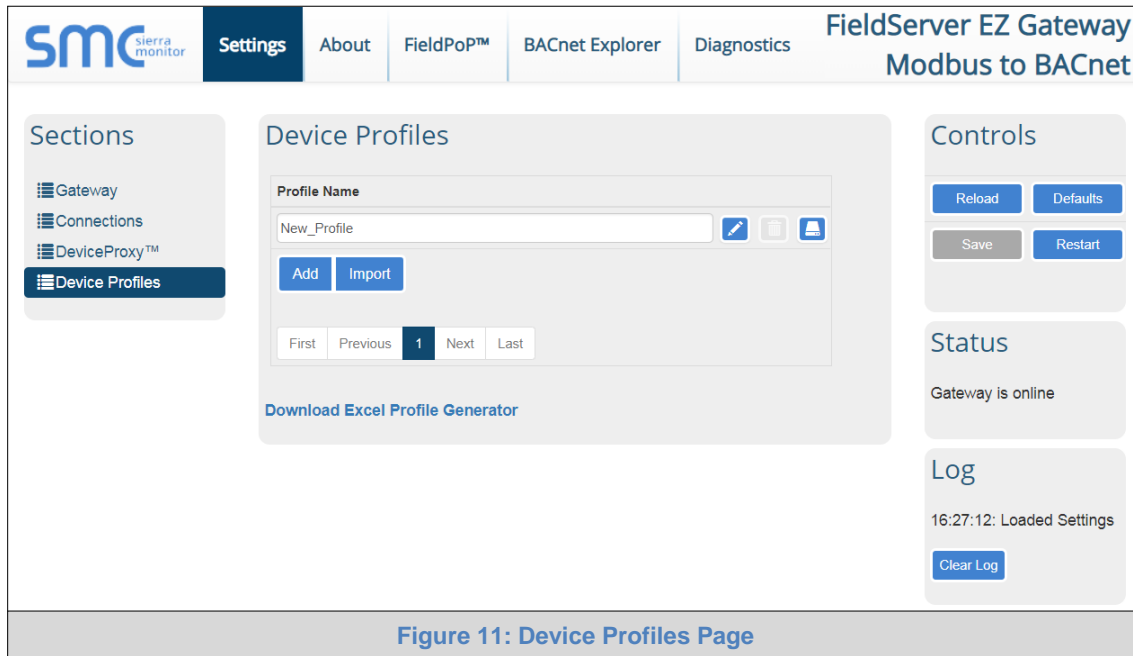 SMC sierra monitor
Settings
About
FieldPoP™
BACnet Explorer
Diagnostics
FieldServer EZ Gateway
Modbus to BACnet
Sections
Gateway
Connections
DeviceProxy™
Device Profiles
Device Profiles
Profile Name
New_Profile
Add
Import
First
Previous
1
Next
Last
Download Excel Profile Generator
Controls
Reload
Defaults
Save
Restart
Status
Gateway is online
Log
16:27:12: Loaded Settings
Clear Log
Figure 11: Device Profiles Page